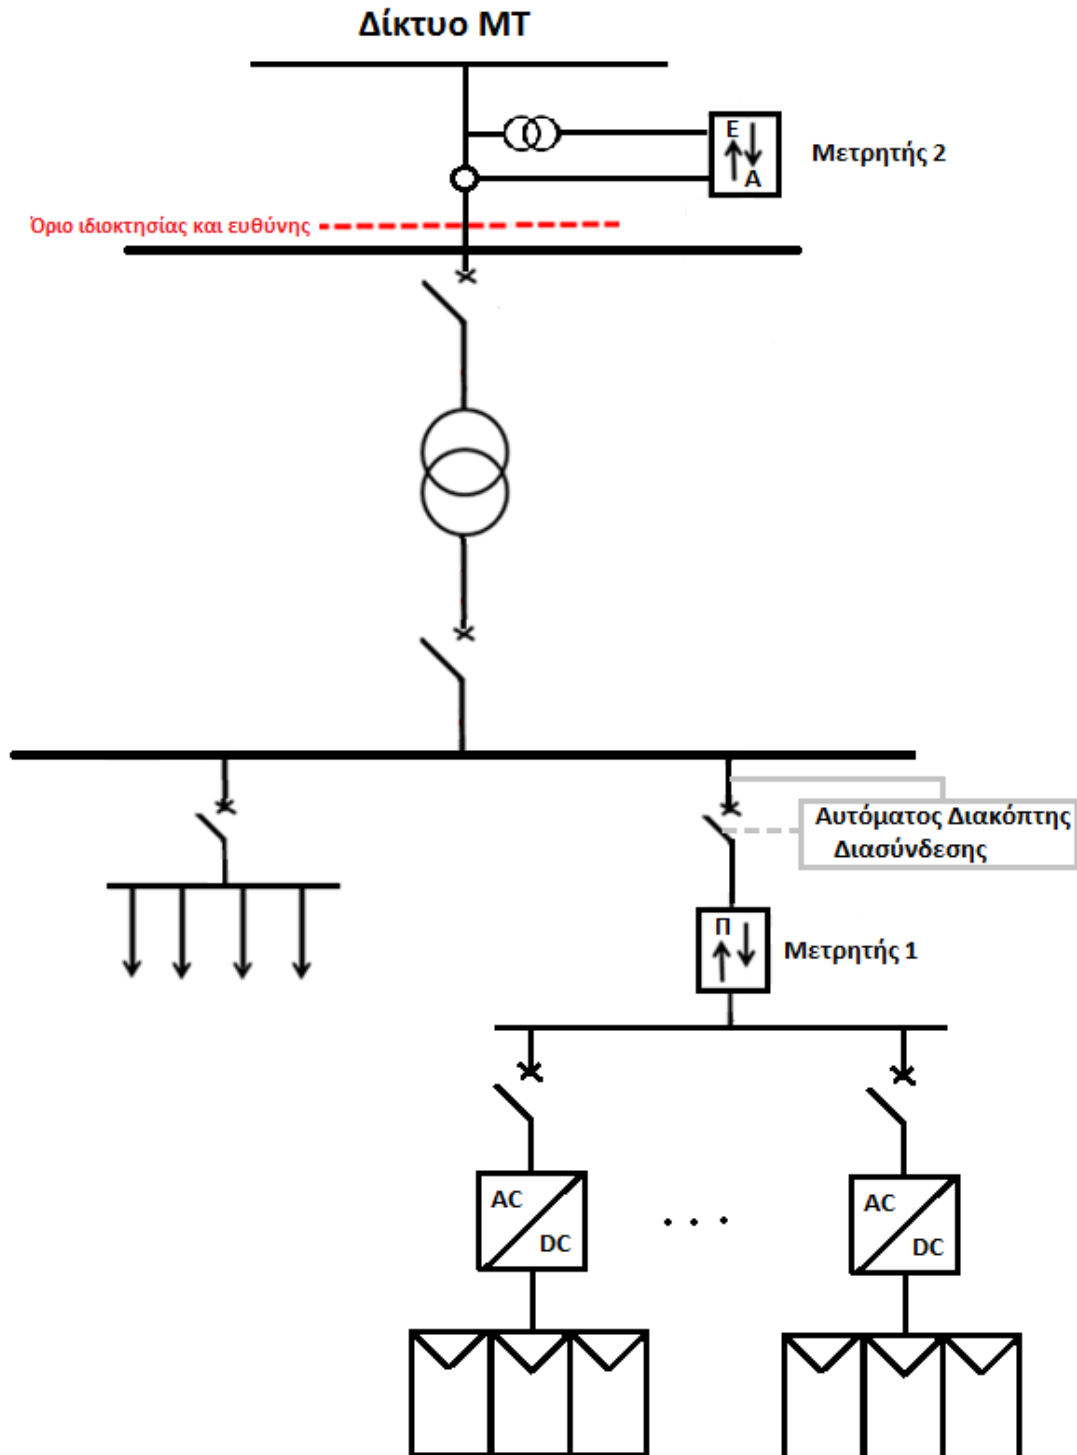 Δίκτυο ΜΤ
Ε
Α
Μετρητής 2
Όριο ιδιοκτησίας και ευθύνης
Αυτόματος Διακόπτης
Διασύνδεσης
Π
Μετρητής 1
AC
DC
. . .
AC
DC